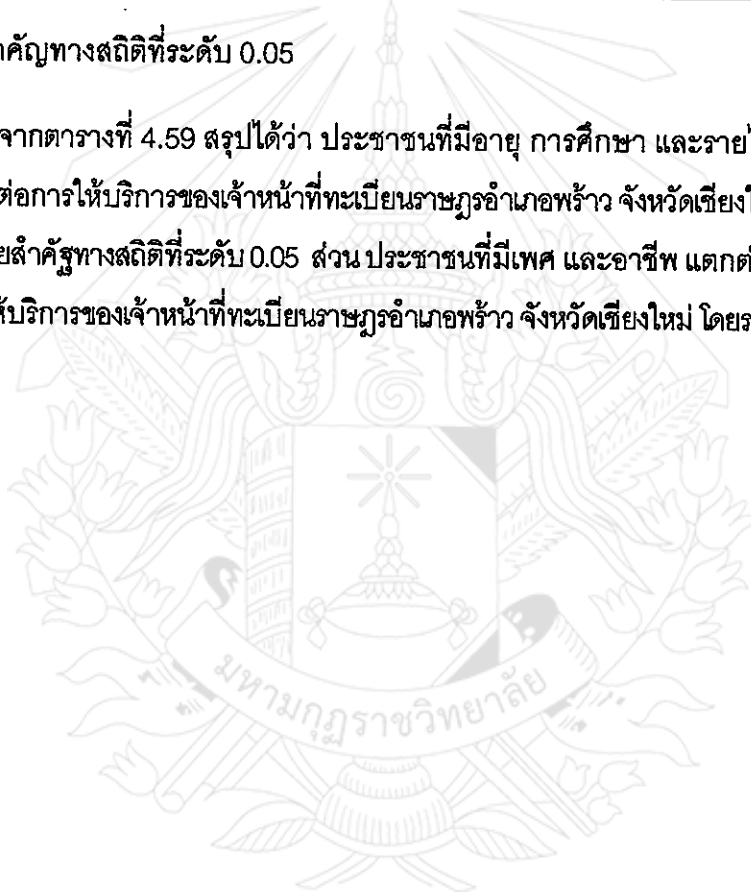 าคัญทางสถิติที่ระดับ 0.05
จากตารางที่ 4.59 สรุปได้ว่า ประชาชนที่มีอายุ การศึกษา และรายไ
ต่อการให้บริการของเจ้าหน้าที่ทะเบียนราษฎรอำเภอพร้าว จังหวัดเชียงใ
ยสำคัฐทางสถิติที่ระดับ 0.05 ส่วน ประชาชนที่มีเพศ และอาชีพ แตกต่
ห้บริการของเจ้าหน้าที่ทะเบียนราษฎรอำเภอพร้าว จังหวัดเชียงใหม่ โดยร
มหามกุฏราชวิทยาลัย